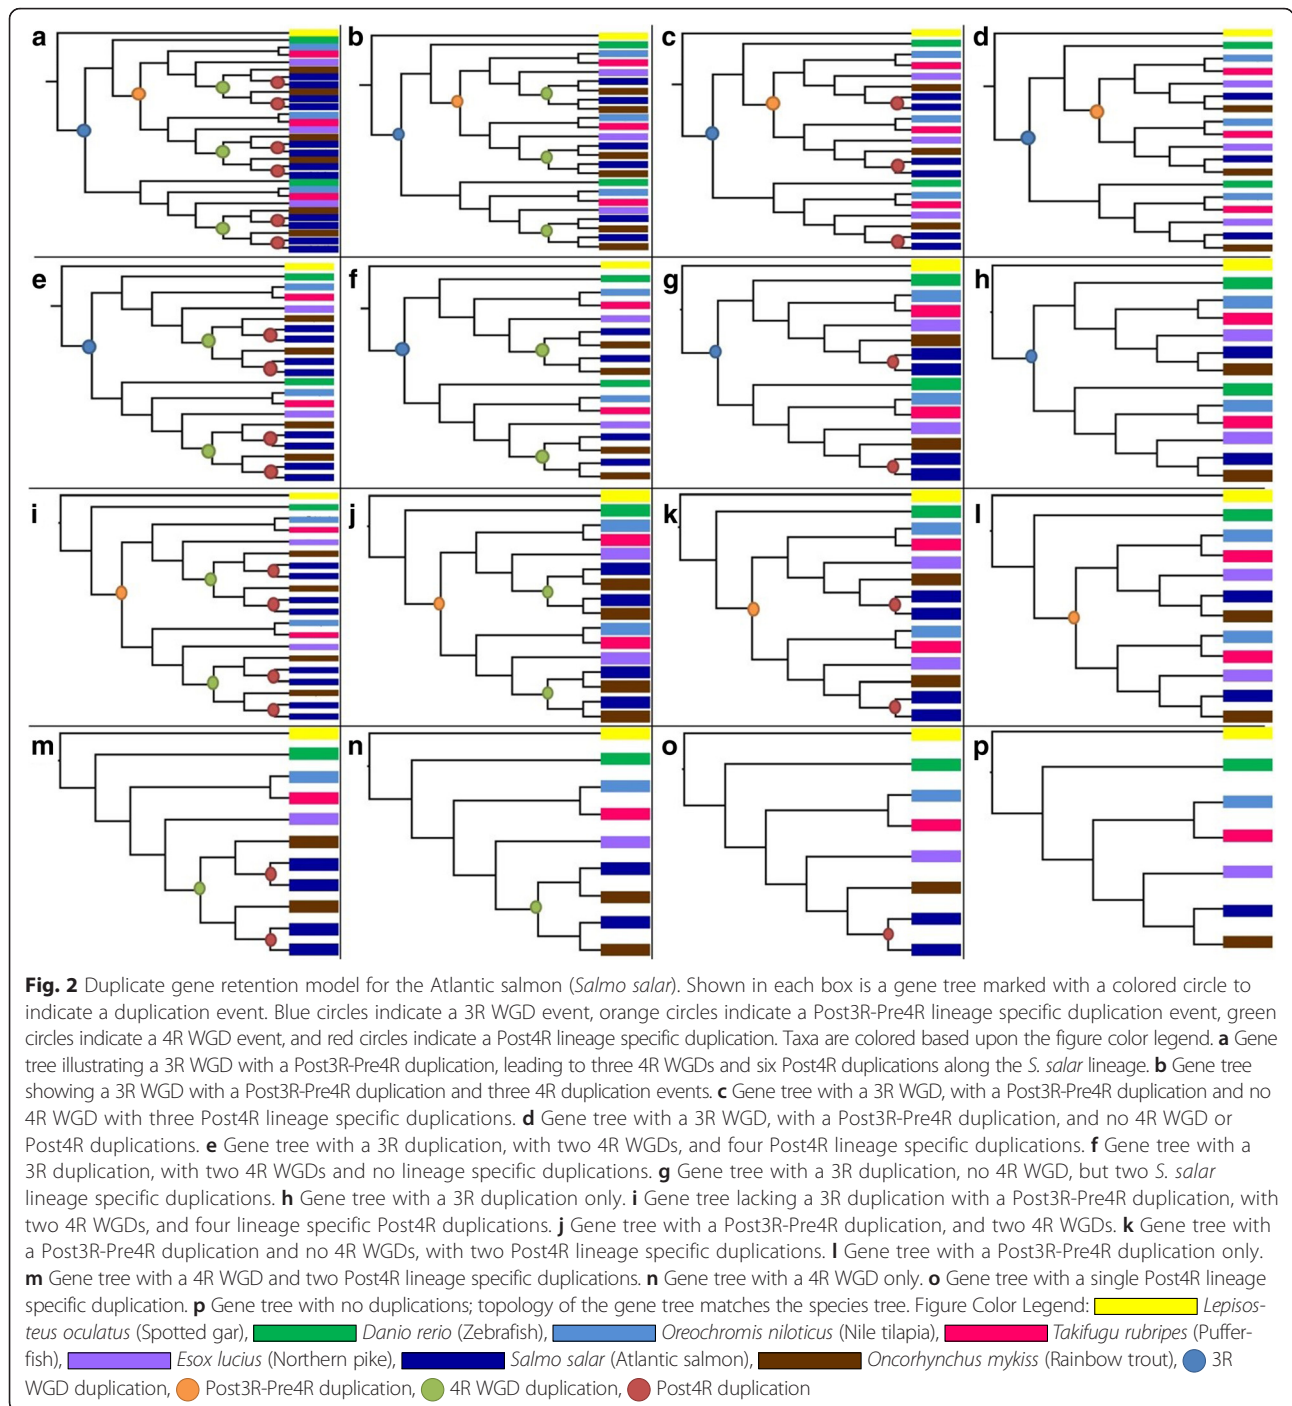 a b c d
e f g h
i j k l
m n o p
Fig. 2 Duplicate gene retention model for the Atlantic salmon (Salmo salar). Shown in each box is a gene tree marked with a colored circle to
indicate a duplication event. Blue circles indicate a 3R WGD event, orange circles indicate a Post3R-Pre4R lineage specific duplication event, green
circles indicate a 4R WGD event, and red circles indicate a Post4R lineage specific duplication. Taxa are colored based upon the figure color legend. a Gene
tree illustrating a 3R WGD with a Post3R-Pre4R duplication, leading to three 4R WGDs and six Post4R duplications along the S. salar lineage. b Gene tree
showing a 3R WGD with a Post3R-Pre4R duplication and three 4R duplication events. c Gene tree with a 3R WGD, with a Post3R-Pre4R duplication and no
4R WGD with three Post4R lineage specific duplications. d Gene tree with a 3R WGD, with a Post3R-Pre4R duplication, and no 4R WGD or
Post4R duplications. e Gene tree with a 3R duplication, with two 4R WGDs, and four Post4R lineage specific duplications. f Gene tree with a
3R duplication, with two 4R WGDs and no lineage specific duplications. g Gene tree with a 3R duplication, no 4R WGD, but two S. salar
lineage specific duplications. h Gene tree with a 3R duplication only. i Gene tree lacking a 3R duplication with a Post3R-Pre4R duplication, with
two 4R WGDs, and four lineage specific Post4R duplications. j Gene tree with a Post3R-Pre4R duplication, and two 4R WGDs. k Gene tree with
a Post3R-Pre4R duplication and no 4R WGDs, with two Post4R lineage specific duplications. l Gene tree with a Post3R-Pre4R duplication only.
m Gene tree with a 4R WGD and two Post4R lineage specific duplications. n Gene tree with a 4R WGD only. o Gene tree with a single Post4R lineage
specific duplication. p Gene tree with no duplications; topology of the gene tree matches the species tree. Figure Color Legend: Lepisos-
teus oculatus (Spotted gar), Danio rerio (Zebrafish), Oreochromis niloticus (Nile tilapia), Takifugu rubripes (Puffer-
fish), Esox lucius (Northern pike), Salmo salar (Atlantic salmon), Oncorhynchus mykiss (Rainbow trout), 3R
WGD duplication, Post3R-Pre4R duplication, 4R WGD duplication, Post4R duplication